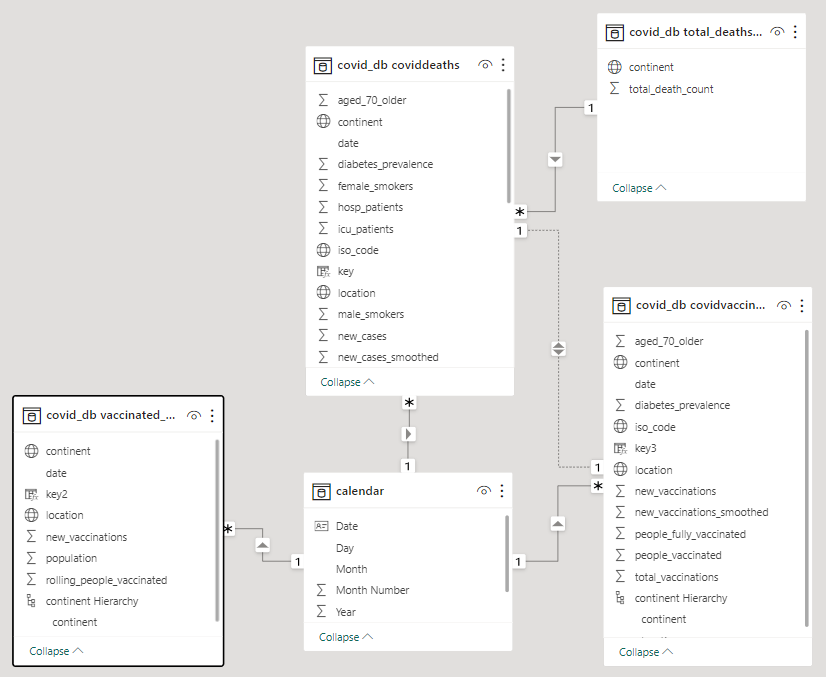 covid_db coviddeaths
aged_70_older
continent
date
diabetes_prevalence
female_smokers
hosp_patients
icu_patients
iso_code
key
location
male_smokers
new_cases
new_cases_smoothed
Collapse
covid_db total_deaths...
continent
total_death_count
Collapse
1
*
1
1
*
covid_db covidvaccin...
aged_70_older
continent
date
diabetes_prevalence
iso_code
key3
location
new_vaccinations
new_vaccinations_smoothed
people_fully_vaccinated
people_vaccinated
total_vaccinations
continent Hierarchy
continent
Collapse
covid_db vaccinated_...
continent
date
key2
location
new_vaccinations
population
rolling_people_vaccinated
continent Hierarchy
continent
Collapse
*
1
*
1
1
calendar
Date
Day
Month
Month Number
Year
Collapse